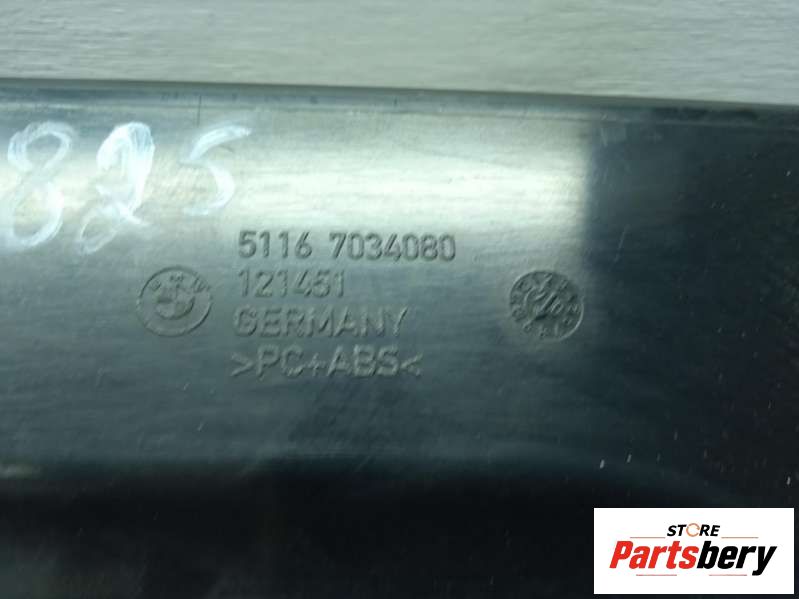 825
5116 7034080
121451
GERMANY
>PC+ABS<
STORE
Partsbery